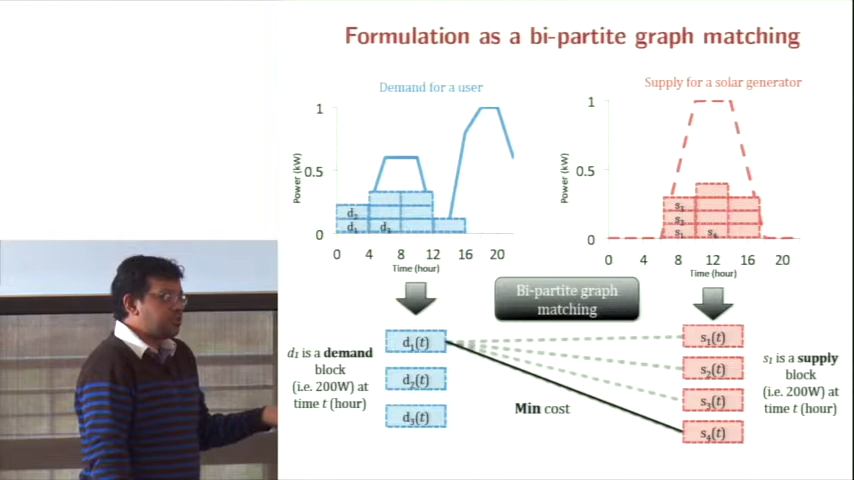 Formulation as a bi-partite graph matching
Demand for a user
Power (kW)
1
0.5
0
d2
d1
d3
0 4 8 12 16 20
Time (hour)
Supply for a solar generator
Power (kW)
1
0.5
0
s3
s2
s1
s4
0 4 8 12 16 20
Time (hour)
Bi-partite graph
matching
d1(t)
d2(t)
d3(t)
s1(t)
s2(t)
s3(t)
s4(t)
d1 is a demand
block
(i.e. 200W) at
time t (hour)
Min cost
s1 is a supply
block
(i.e. 200W) at
time t (hour)